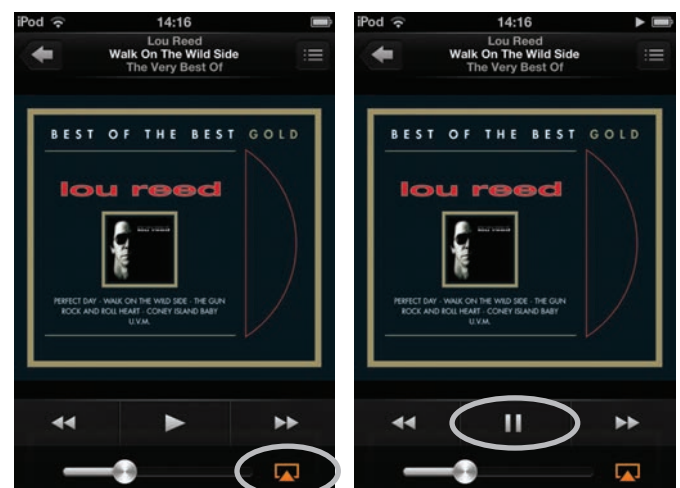 iPod 14:16
Lou Reed
Walk On The Wild Side
The Very Best Of
BEST OF THE BEST GOLD
lou reed
PERFECT DAY · WALK ON THE WILD SIDE · THE GUN
ROCK AND ROLL HEART · CONEY ISLAND BABY
U.V.M.
iPod 14:16
Lou Reed
Walk On The Wild Side
The Very Best Of
BEST OF THE BEST GOLD
lou reed
PERFECT DAY · WALK ON THE WILD SIDE · THE GUN
ROCK AND ROLL HEART · CONEY ISLAND BABY
U.V.M.